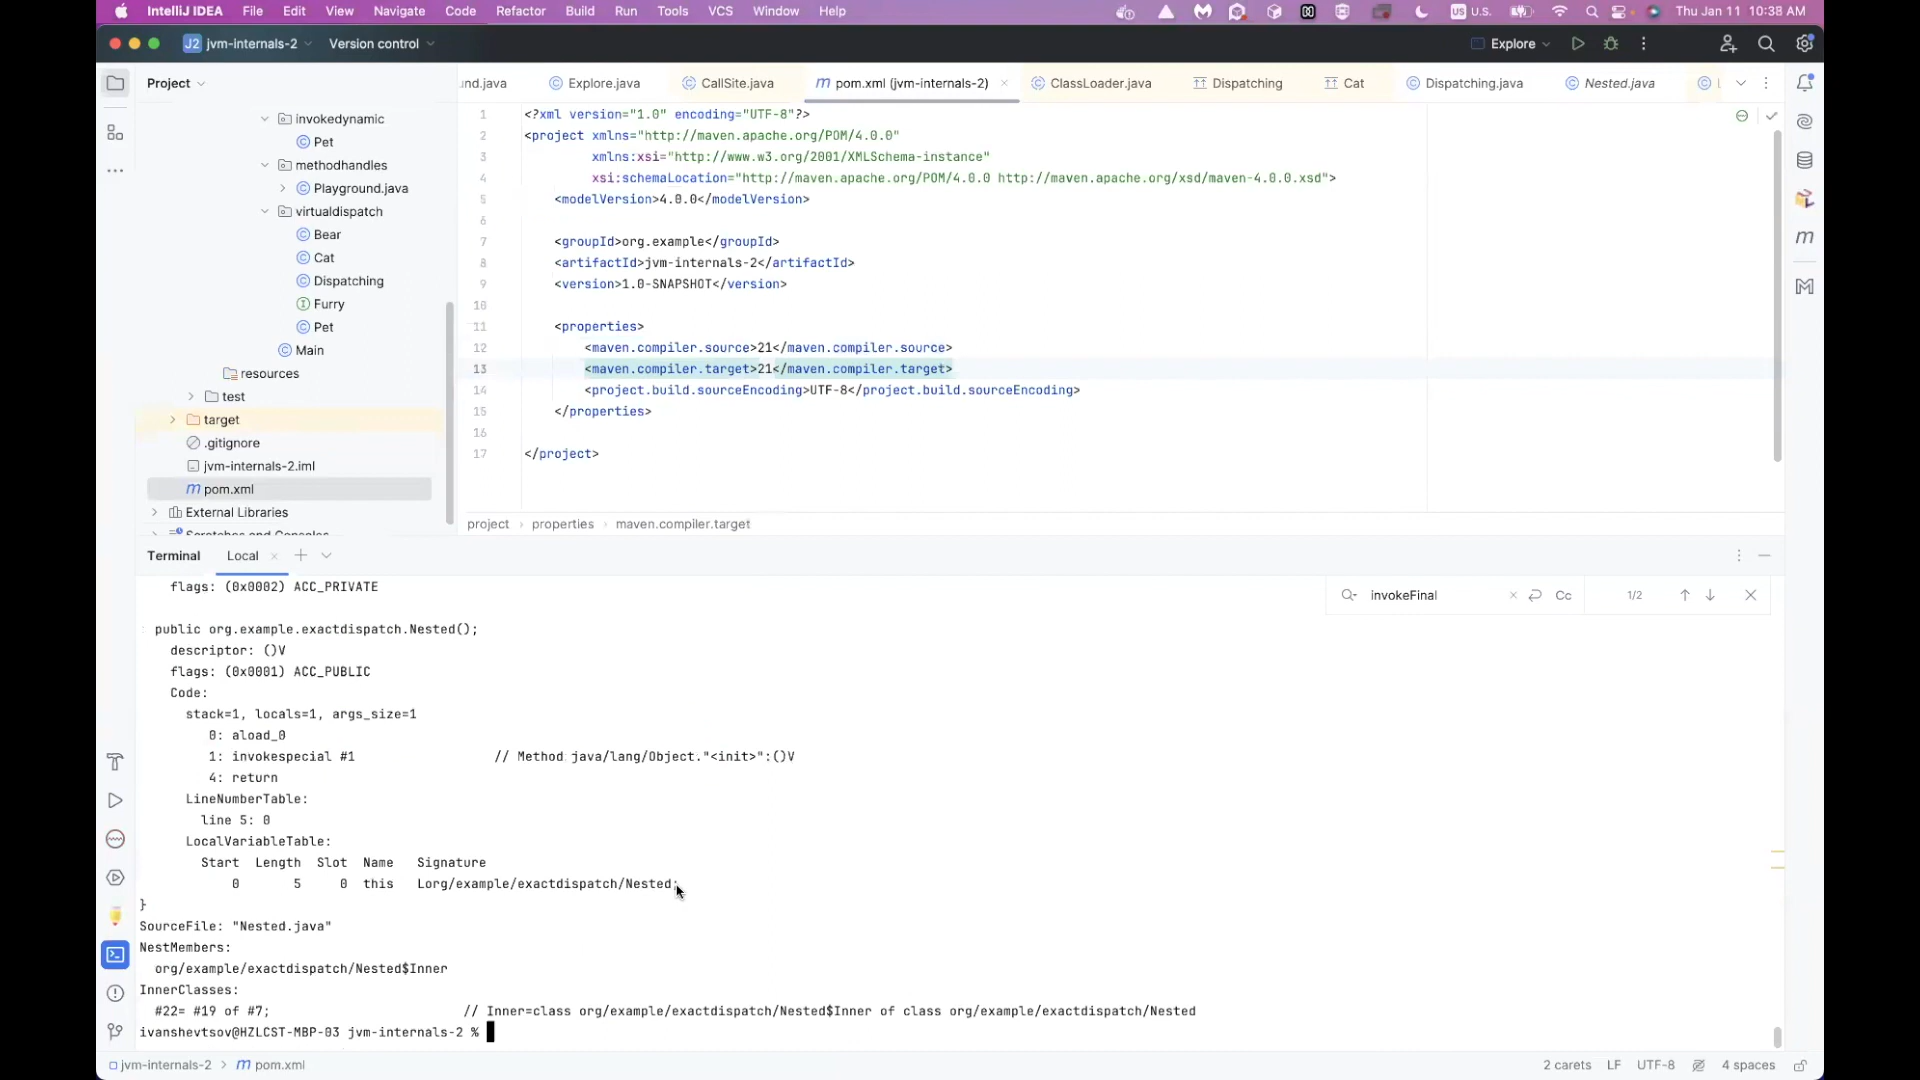 IntelliJ IDEA File Edit View Navigate Code Refactor Build Run Tools VCS Window Help U.S. Thu Jan 11 10:38 AM
J2 jvm-internals-2 Version control Explore
Project
nd.java Explore.java CallSite.java pom.xml (jvm-internals-2) ClassLoader.java Dispatching Cat Dispatching.java Nested.java
invokedynamic
Pet
methodhandles
Playground.java
virtualdispatch
Bear
Cat
Dispatching
Furry
Pet
Main
resources
test
target
.gitignore
jvm-internals-2.iml
pom.xml
External Libraries
Scratches and Consoles
1 <?xml version="1.0" encoding="UTF-8"?>
2 <project xmlns="http://maven.apache.org/POM/4.0.0"
3 xmlns:xsi="http://www.w3.org/2001/XMLSchema-instance"
4 xsi:schemaLocation="http://maven.apache.org/POM/4.0.0 http://maven.apache.org/xsd/maven-4.0.0.xsd">
5 <modelVersion>4.0.0</modelVersion>
6
7 <groupId>org.example</groupId>
8 <artifactId>jvm-internals-2</artifactId>
9 <version>1.0-SNAPSHOT</version>
10
11 <properties>
12 <maven.compiler.source>21</maven.compiler.source>
13 <maven.compiler.target>21</maven.compiler.target>
14 <project.build.sourceEncoding>UTF-8</project.build.sourceEncoding>
15 </properties>
16
17 </project>
project properties maven.compiler.target
Terminal Local
invokeFinal Cc 1/2
flags: (0x0002) ACC_PRIVATE
public org.example.exactdispatch.Nested();
descriptor: ()V
flags: (0x0001) ACC_PUBLIC
Code:
stack=1, locals=1, args_size=1
0: aload_0
1: invokespecial #1 // Method java/lang/Object."<init>":()V
4: return
LineNumberTable:
line 5: 0
LocalVariableTable:
Start Length Slot Name Signature
0 5 0 this Lorg/example/exactdispatch/Nested;
}
SourceFile: "Nested.java"
NestMembers:
org/example/exactdispatch/Nested$Inner
InnerClasses:
#22= #19 of #7; // Inner=class org/example/exactdispatch/Nested$Inner of class org/example/exactdispatch/Nested
ivanshevtsov@HZLCST-MBP-03 jvm-internals-2 %
jvm-internals-2 pom.xml 2 carets LF UTF-8 4 spaces